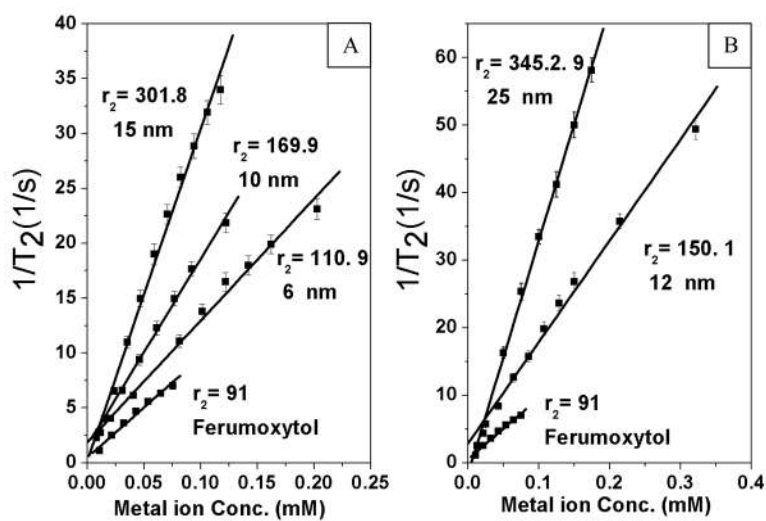 A
40
35
30
25
20
15
10
5
0
1/T2(1/s)
r2= 301.8
15 nm
r2= 169.9
10 nm
r2= 110. 9
6 nm
r2= 91
Ferumoxytol
0.00 0.05 0.10 0.15 0.20 0.25
Metal ion Conc. (mM)
B
60
50
40
30
20
10
0
1/T2(1/s)
r2= 345.2. 9
25 nm
r2= 150. 1
12 nm
r2= 91
Ferumoxytol
0.0 0.1 0.2 0.3 0.4
Metal ion Conc. (mM)